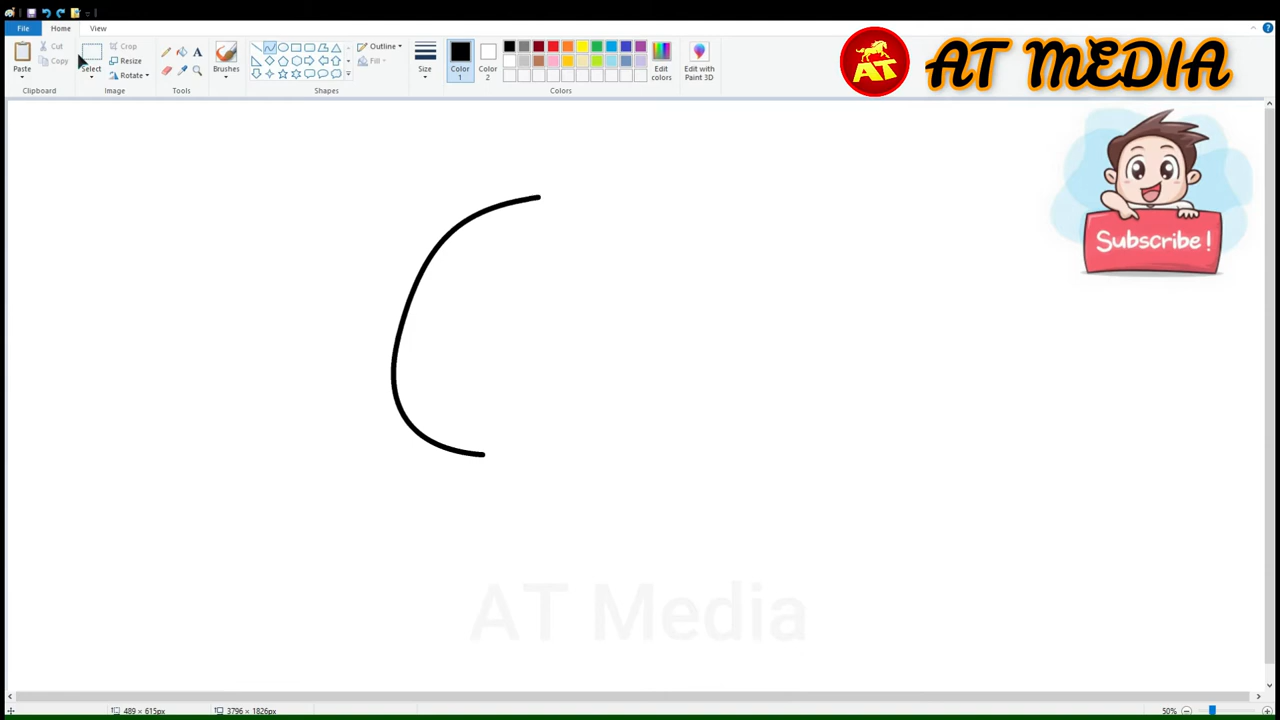 File Home View
Cut
Copy
Paste
Clipboard
Crop
Resize
Rotate
Select
Image
A
Tools
Brushes
Outline
Fill
Shapes
Size
Color 1
Color 2
Edit colors
Edit with Paint 3D
Colors
AT
AT MEDIA
Subscribe !
AT Media
489 × 615px
3796 × 1826px
50%